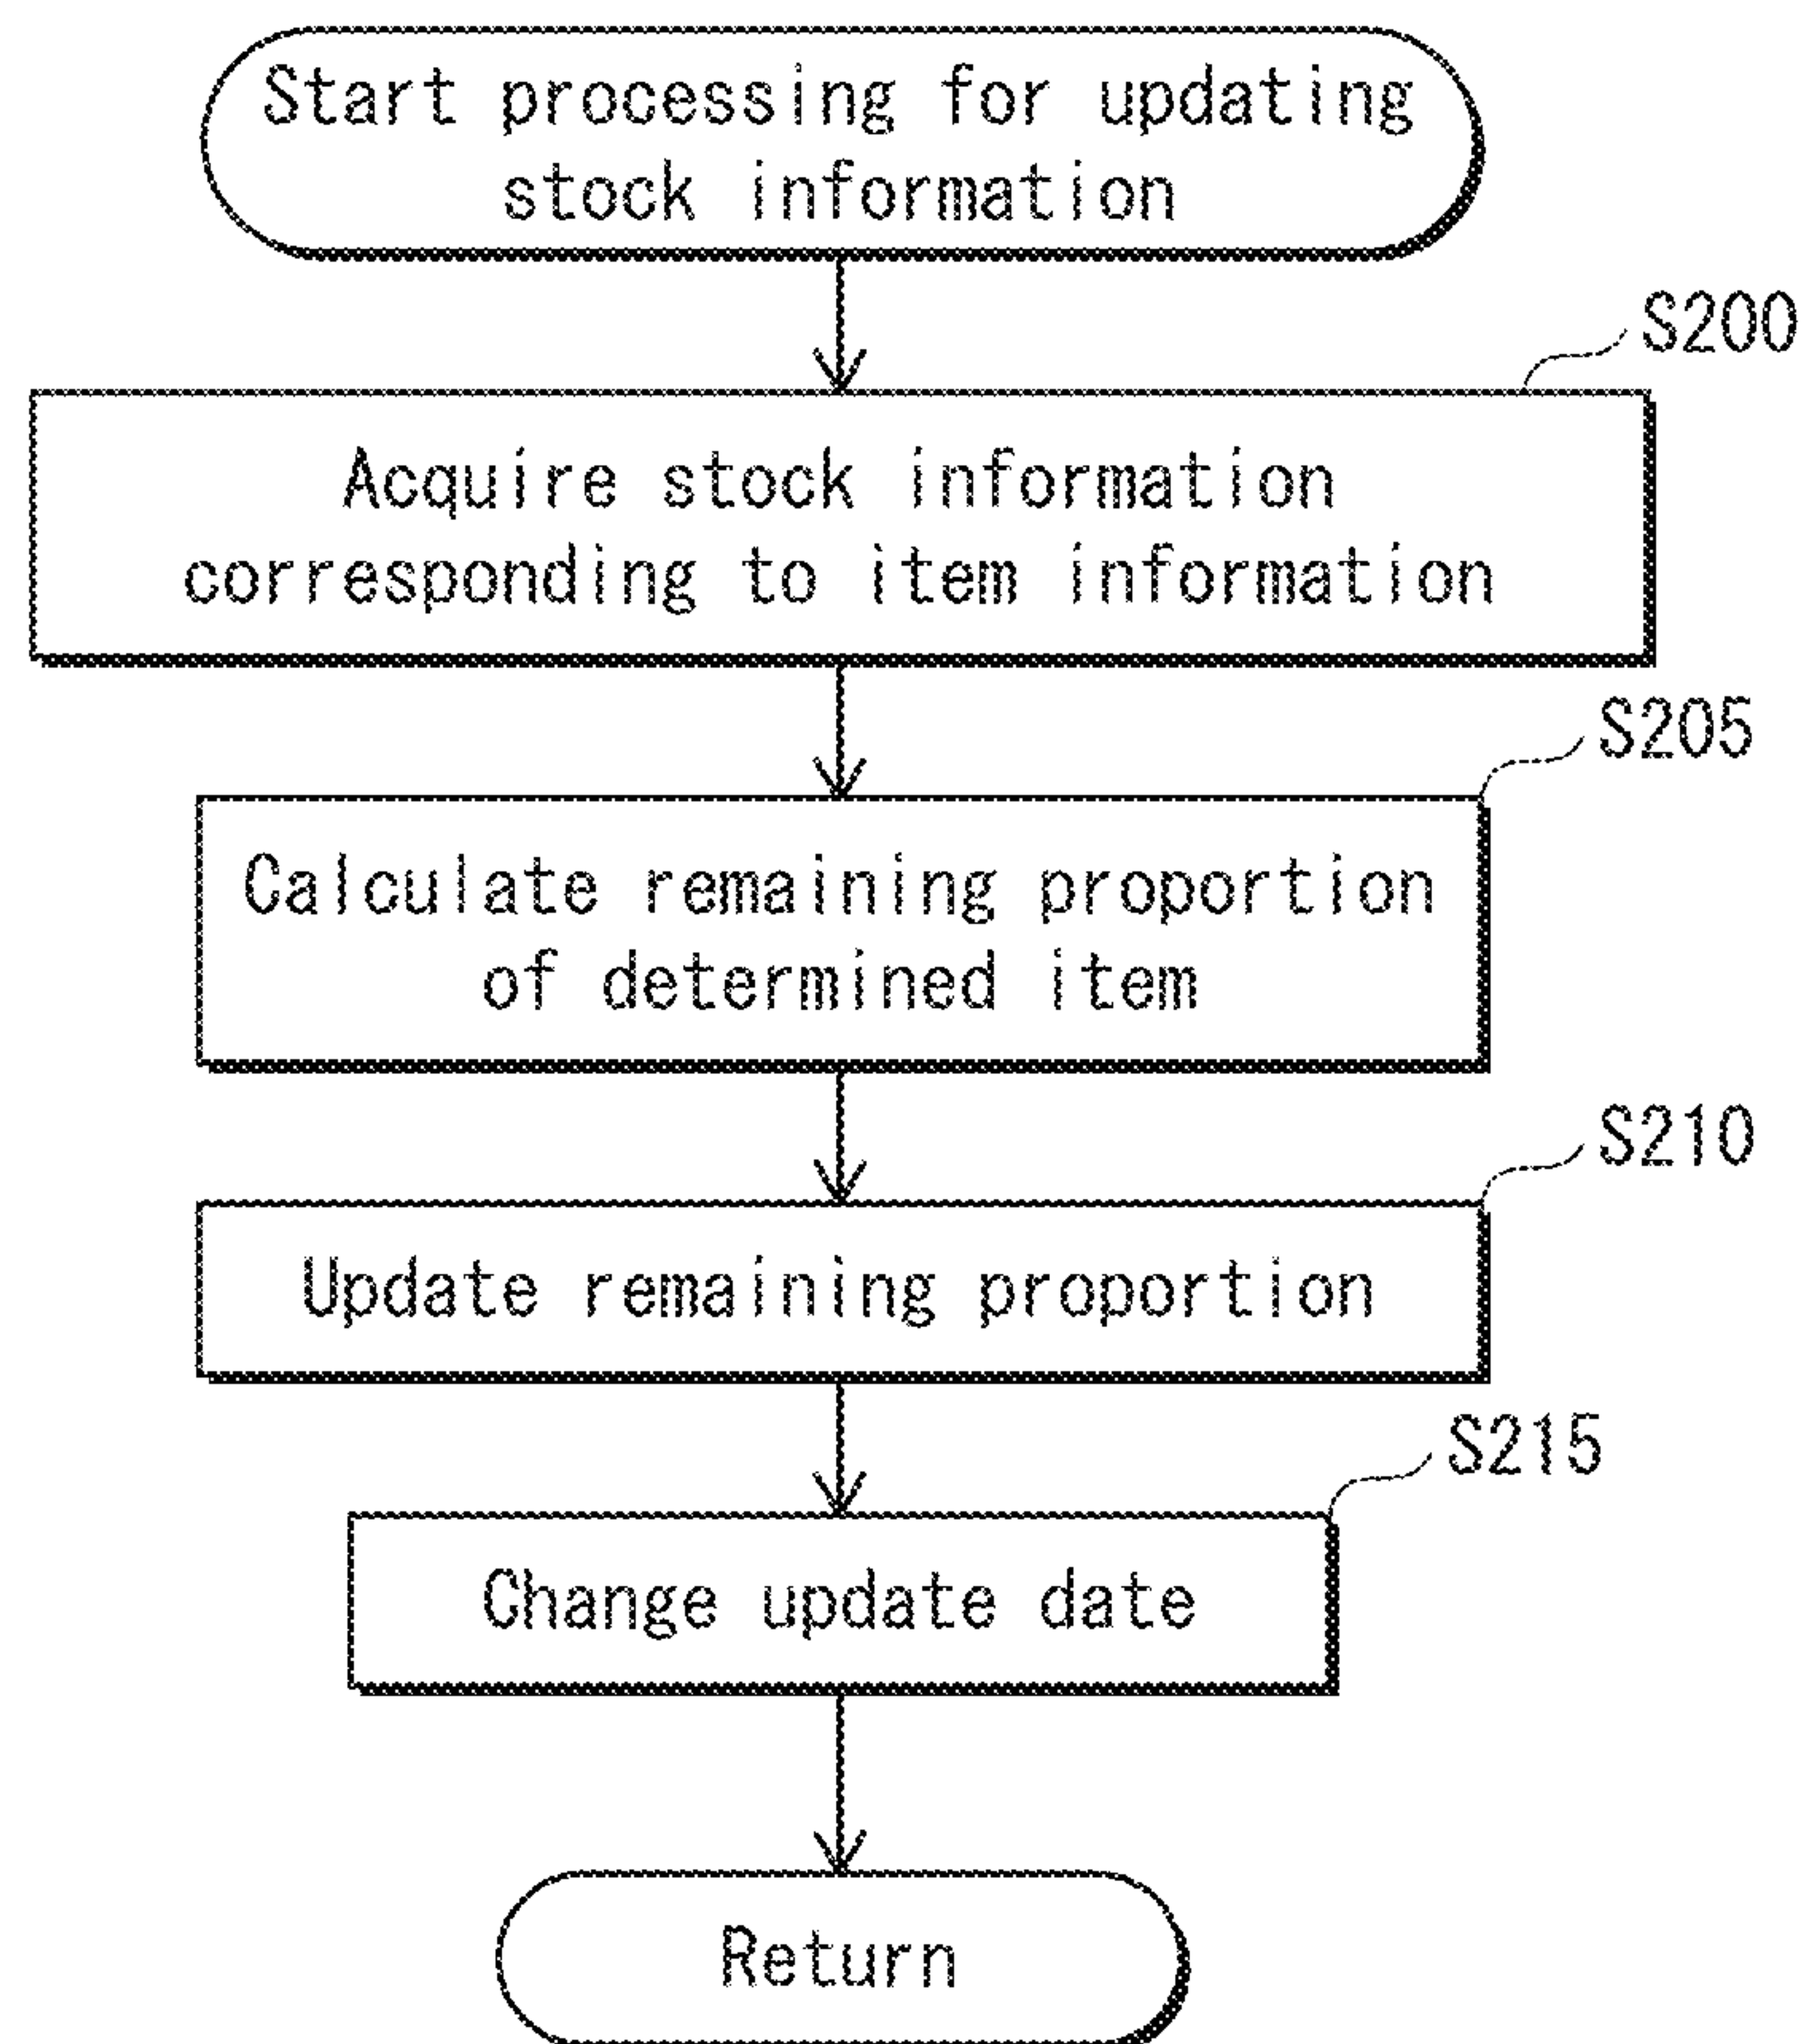 Start processing for updating
stock information
S200
Acquire stock information
corresponding to item information
S205
Calculate remaining proportion
of determined item
S210
Update remaining proportion
S215
Change update date
Return